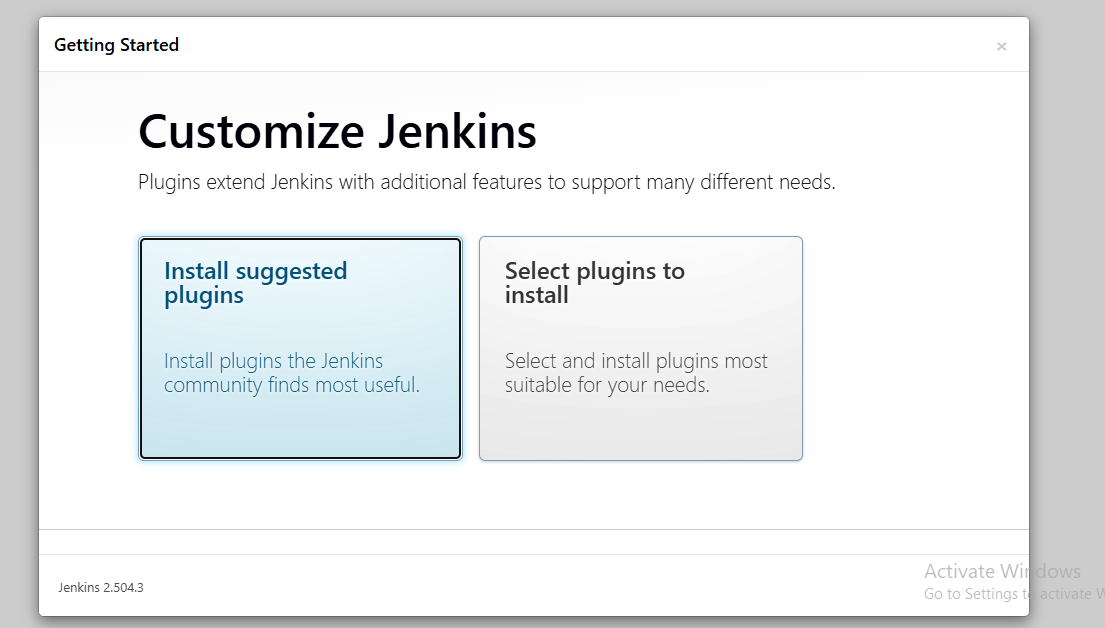 Getting Started
×
Customize Jenkins
Plugins extend Jenkins with additional features to support many different needs.
Install suggested
plugins
Install plugins the Jenkins
community finds most useful.
Select plugins to
install
Select and install plugins most
suitable for your needs.
Jenkins 2.504.3
Activate Windows
Go to Settings to activate W